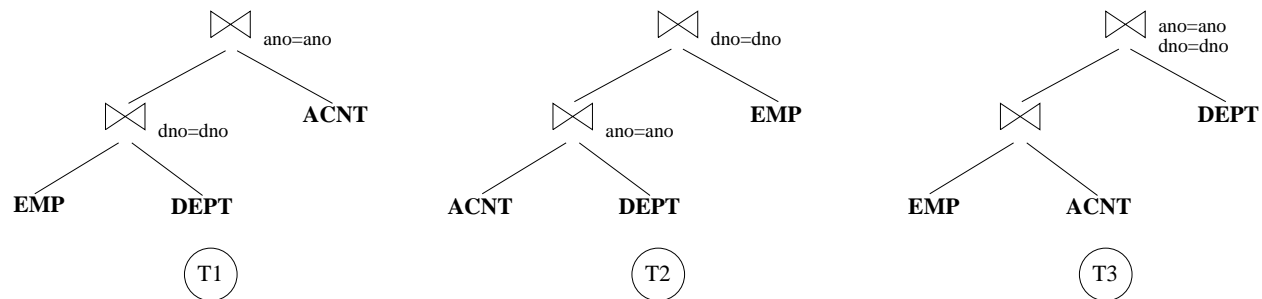 ano=ano
dno=dno
ACNT
EMP
DEPT
T1
dno=dno
ano=ano
EMP
ACNT
DEPT
T2
ano=ano
dno=dno
DEPT
EMP
ACNT
T3